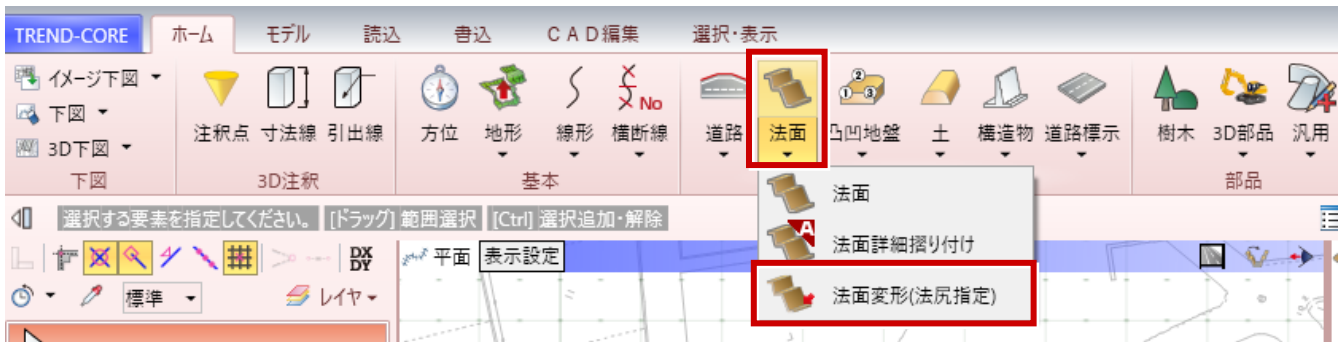 TREND-CORE ホーム モデル 読込 書込 CAD編集 選択・表示
イメージ下図
下図
3D下図
注釈点 寸法線 引出線 方位 地形 線形 横断線 No 道路 法面 凸凹地盤 土 構造物 道路標示 樹木 3D部品 汎用
下図 3D注釈 基本 部品
法面
選択する要素を指定してください。 [ドラッグ] 範囲選択 [Ctrl] 選択追加・解除
A 法面詳細摺り付け
DX
DY
平面 表示設定
標準 レイヤ
法面変形(法尻指定)